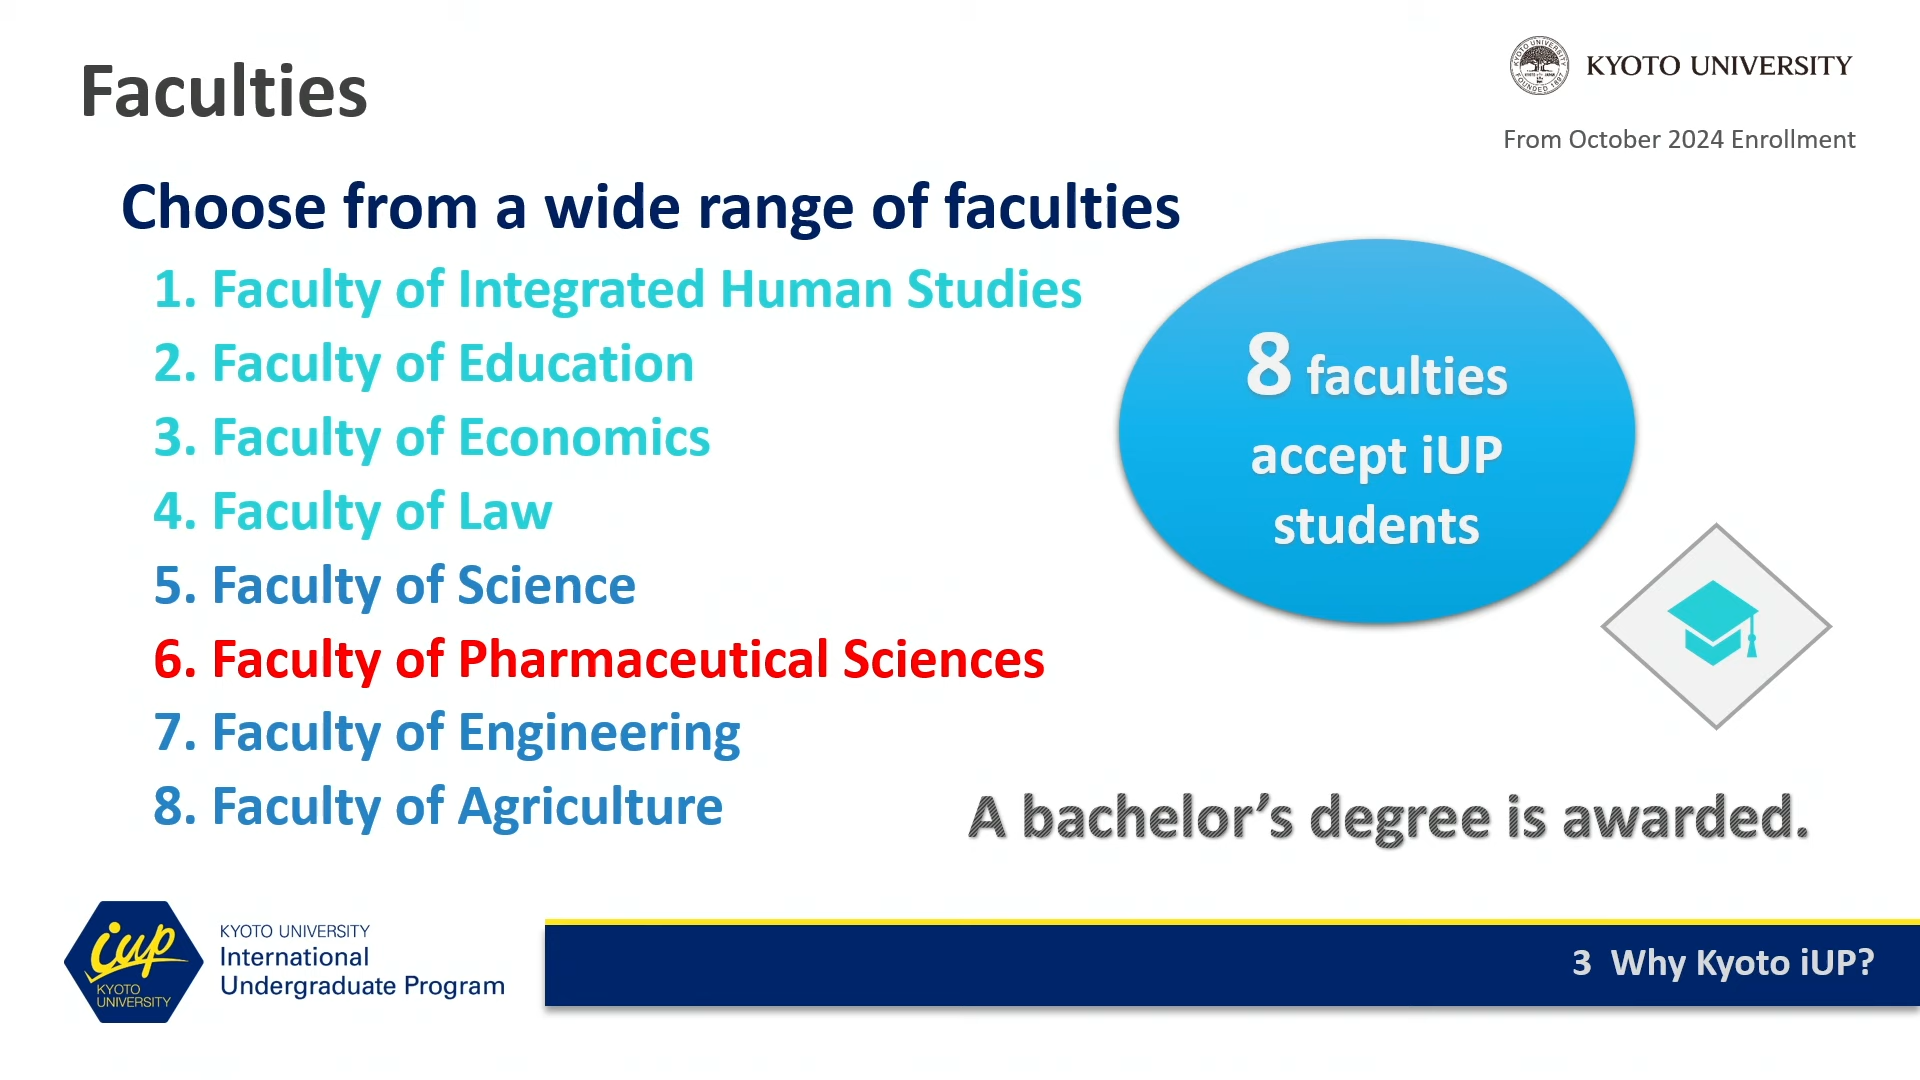 Faculties
KYOTO UNIVERSITY
From October 2024 Enrollment
Choose from a wide range of faculties
1. Faculty of Integrated Human Studies
2. Faculty of Education
3. Faculty of Economics
4. Faculty of Law
5. Faculty of Science
6. Faculty of Pharmaceutical Sciences
7. Faculty of Engineering
8. Faculty of Agriculture
8 faculties
accept iUP
students
A bachelor’s degree is awarded.
iup
KYOTO
UNIVERSITY
KYOTO UNIVERSITY
International
Undergraduate Program
3 Why Kyoto iUP?